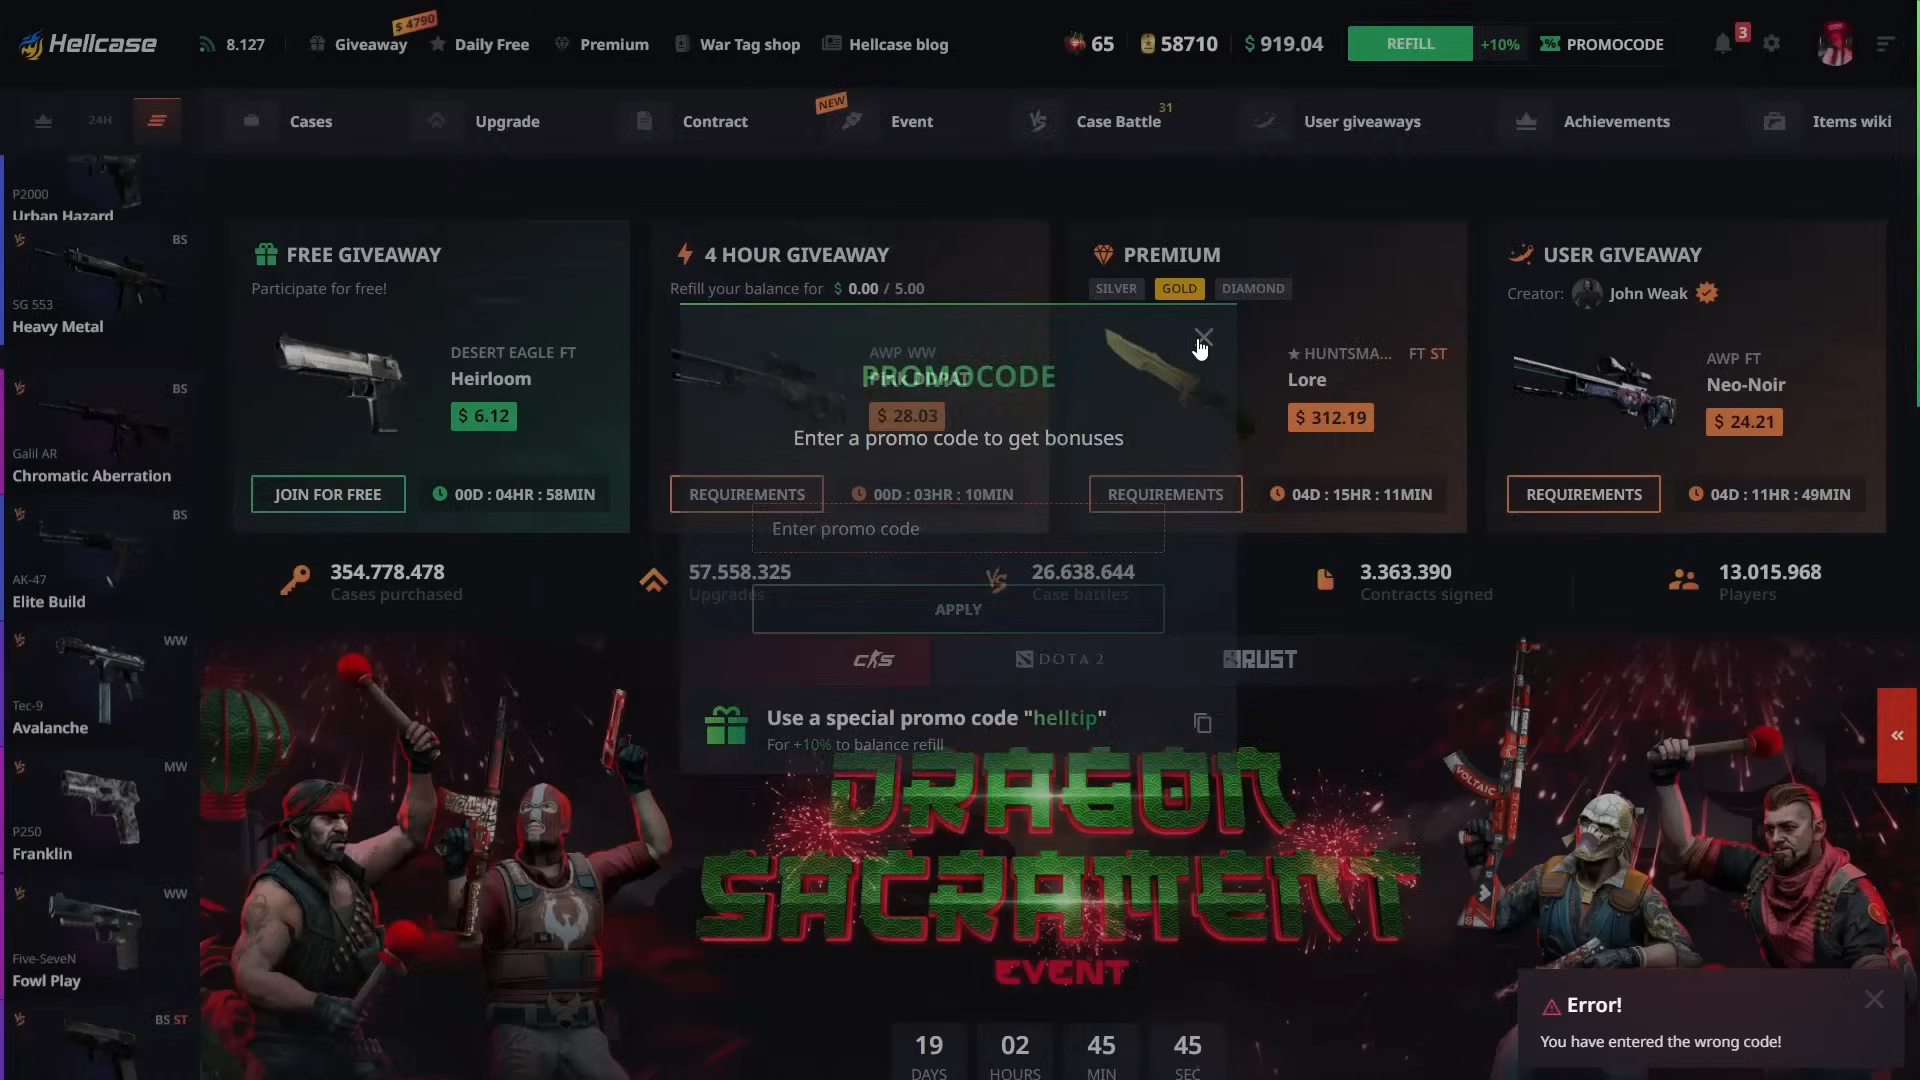 Hellcase
8.127
Giveaway
$ 4790
Daily Free
Premium
War Tag shop
Hellcase blog
65
58710
$ 919.04
REFILL
+10%
PROMOCODE
3
24H
Cases
Upgrade
Contract
NEW
Event
Case Battle
31
User giveaways
Achievements
Items wiki
P2000
Urban Hazard
BS
SG 553
Heavy Metal
BS
Galil AR
Chromatic Aberration
BS
AK-47
Elite Build
WW
Tec-9
Avalanche
MW
P250
Franklin
WW
Five-SeveN
Fowl Play
BS ST
FREE GIVEAWAY
Participate for free!
DESERT EAGLE FT
Heirloom
$ 6.12
JOIN FOR FREE
00D : 04HR : 58MIN
4 HOUR GIVEAWAY
Refill your balance for $ 0.00 / 5.00
AWP WW
Pink DDPAT
$ 28.03
REQUIREMENTS
00D : 03HR : 10MIN
PREMIUM
SILVER
GOLD
DIAMOND
★ HUNTSMA... FT ST
Lore
$ 312.19
REQUIREMENTS
04D : 15HR : 11MIN
USER GIVEAWAY
Creator: John Weak
AWP FT
Neo-Noir
$ 24.21
REQUIREMENTS
04D : 11HR : 49MIN
PROMOCODE
Enter a promo code to get bonuses
Enter promo code
APPLY
Use a special promo code "helltip"
For +10% to balance refill
354.778.478
Cases purchased
57.558.325
Upgrades
26.638.644
Case battles
3.363.390
Contracts signed
13.015.968
Players
CS
DOTA 2
RUST
VOLTAIC
DRAGON
SACRAMENT
EVENT
19
DAYS
02
HOURS
45
MIN
45
SEC
Error!
You have entered the wrong code!